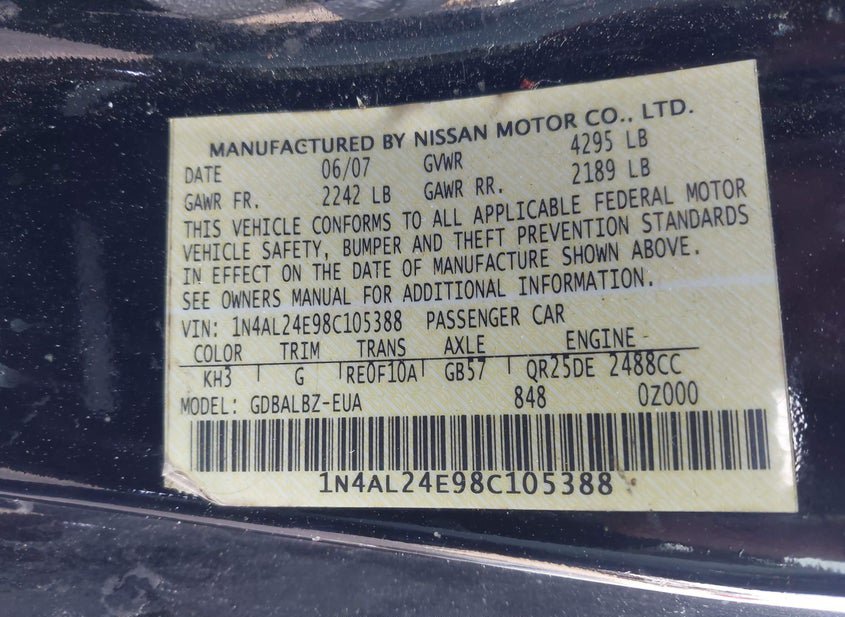 MANUFACTURED BY NISSAN MOTOR CO., LTD.
DATE 06/07 GVWR 4295 LB
GAWR FR. 2242 LB GAWR RR. 2189 LB
THIS VEHICLE CONFORMS TO ALL APPLICABLE FEDERAL MOTOR
VEHICLE SAFETY, BUMPER AND THEFT PREVENTION STANDARDS
IN EFFECT ON THE DATE OF MANUFACTURE SHOWN ABOVE.
SEE OWNERS MANUAL FOR ADDITIONAL INFORMATION.
VIN: 1N4AL24E98C105388 PASSENGER CAR
COLOR TRIM TRANS AXLE ENGINE
KH3 G RE0F10A GB57 QR25DE 2488CC
MODEL: GDBALBZ-EUA 848 0Z000
1N4AL24E98C105388